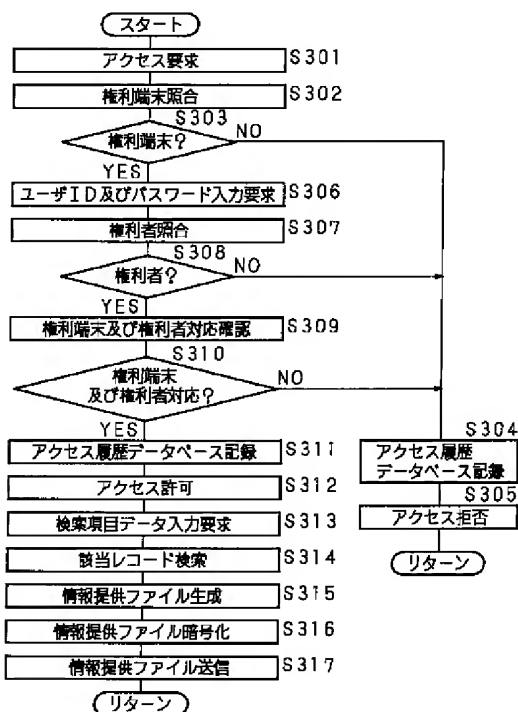 スタート
アクセス要求 S301
権利端末照合 S302
S303
権利端末? NO
YES
ユーザID及びパスワード入力要求 S306
権利者照合 S307
S308
権利者? NO
YES
権利端末及び権利者対応確認 S309
S310
権利端末
及び権利者対応? NO
YES
アクセス履歴データベース記録 S311
アクセス許可 S312
検索項目データ入力要求 S313
該当レコード検索 S314
情報提供ファイル生成 S315
情報提供ファイル暗号化 S316
情報提供ファイル送信 S317
リターン
S304
アクセス履歴
データベース記録
S305
アクセス拒否
リターン